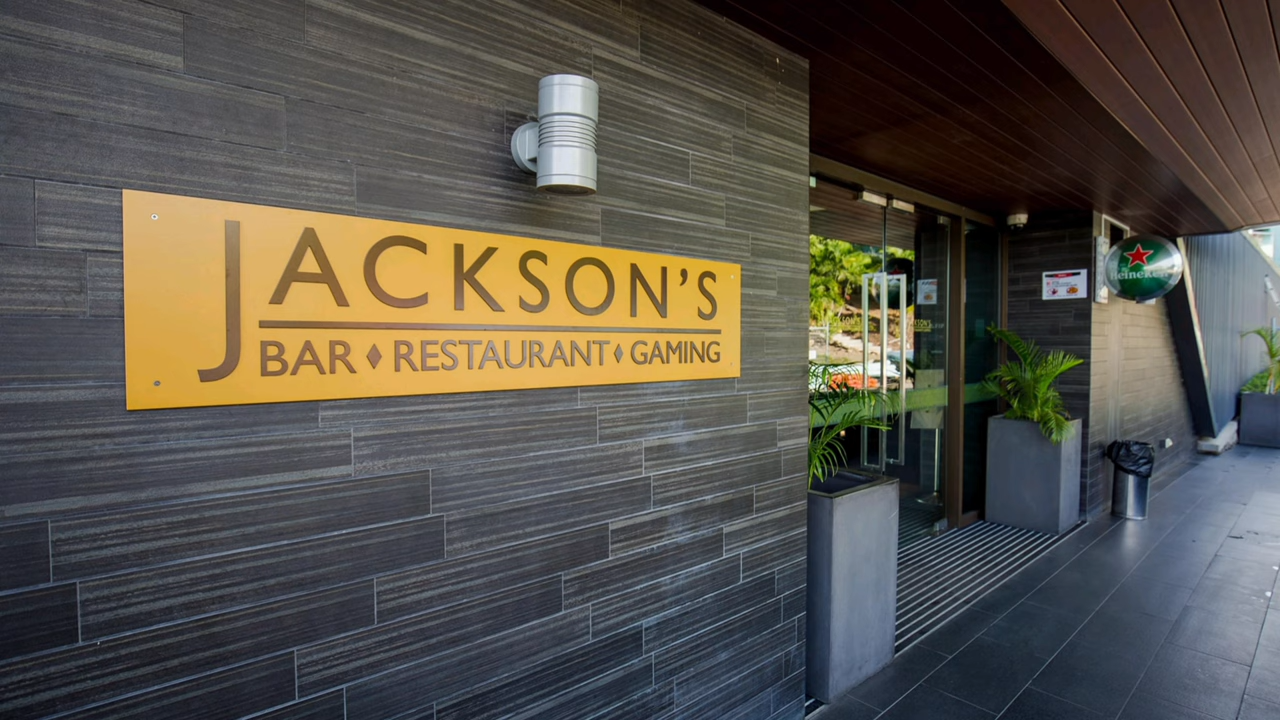 JACKSON'S
BAR ♦ RESTAURANT ♦ GAMING
Heineken